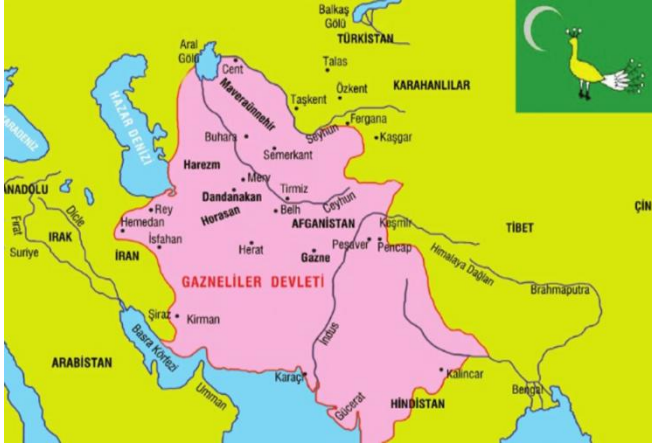 Balkaş
Gölü
TÜRKİSTAN
Aral
Gölü
Cent
Talas
Özkent
KARAHANLILAR
Maveraünnehir
Taşkent
Fergana
Seyhun
Kaşgar
HAZAR DENİZİ
KARADENİZ
Buhara
Semerkant
Harezm
Merv
Tirmiz
Dandanakan
Ceyhun
Horasan
Belh
AFGANİSTAN
Keşmir
ANADOLU
Dicle
Rey
Hemedan
İsfahan
Fırat
IRAK
Suriye
İRAN
Herat
Gazne
Peşaver
Pencap
TİBET
ÇİN
Himalaya Dağları
Brahmaputra
GAZNELİLER DEVLETİ
Şiraz
Kirman
Basra Körfezi
İndus
ARABİSTAN
Umman
Karaçi
Gücerat
HİNDİSTAN
Kalincar
Bengal